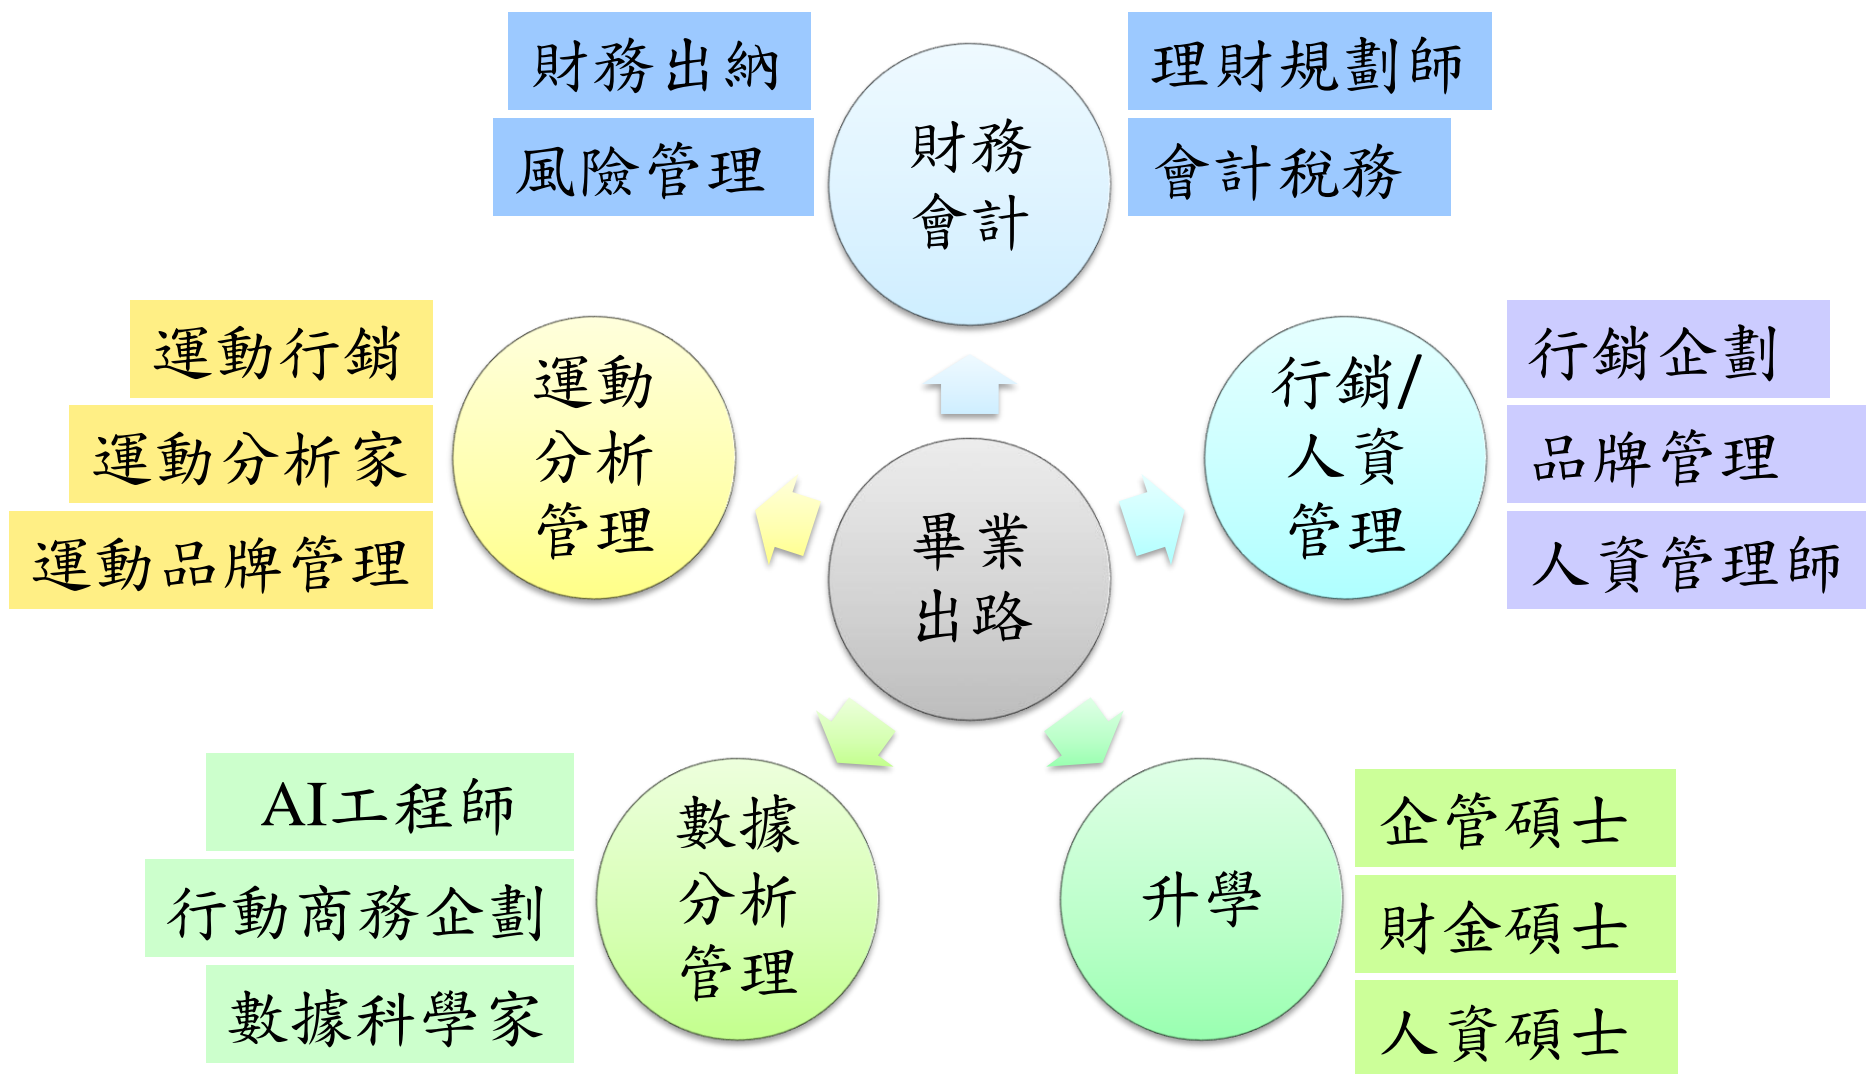 財務出納
風險管理
財務
會計
理財規劃師
會計稅務
運動行銷
運動分析家
運動品牌管理
運動
分析
管理
行銷/
人資
管理
行銷企劃
品牌管理
人資管理師
畢業
出路
AI工程師
行動商務企劃
數據科學家
數據
分析
管理
升學
企管碩士
財金碩士
人資碩士